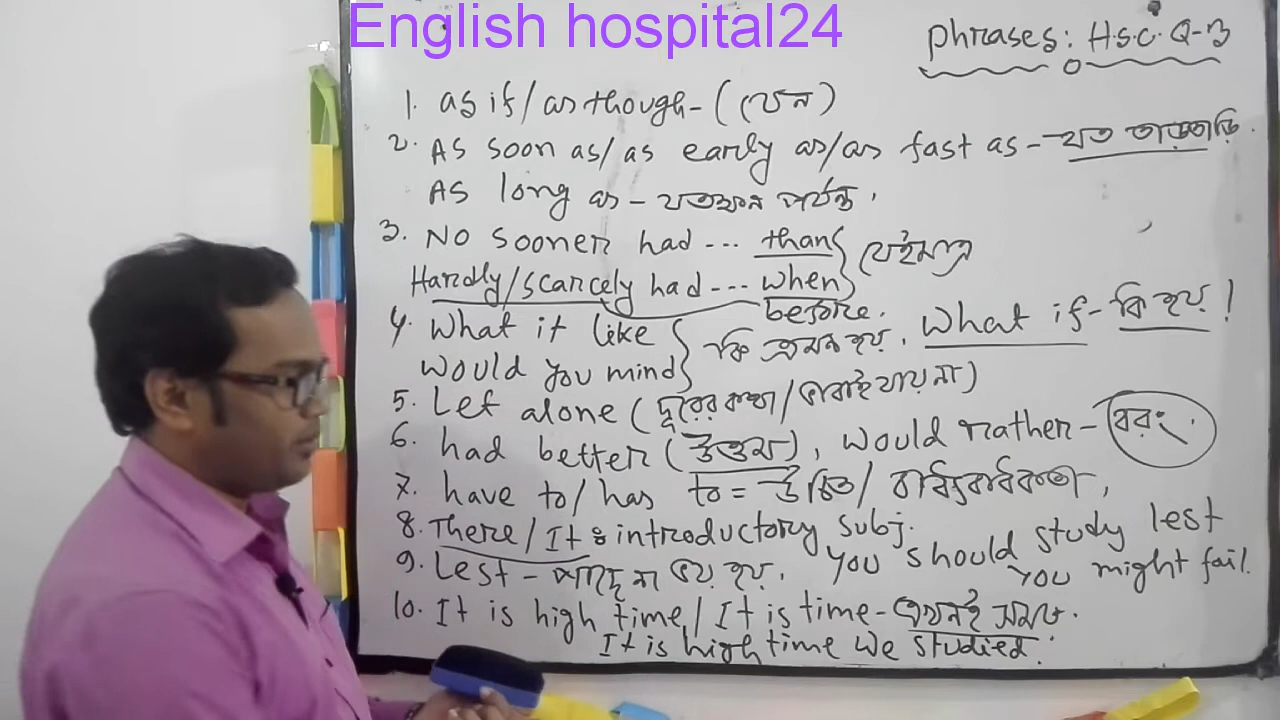 English hospital24
Phrases: H.S.C. Q-3
1. as if/as though-(যেন)
2. As soon as/as early as/as fast as-যত তাড়াতাড়ি.
As long as-যতক্ষন পর্যন্ত.
3. No sooner had --- than } যেইমাত্র
Hardly/scarcely had --- when
before.
4. What it like } কি এমন হয়. What if-কি হয়!
Would you mind
5. Let alone (দূরের কথা/ভাবাই যায় না)
6. had better (উত্তম), would rather-বরং.
7. have to/has to = উচিত/বাধ্যবাধকতা,
8. There/It: introductory subj.
9. Lest-পাছে না ভয় হয়. You should study lest
You might fail.
10. It is high time/It is time-এখনই সময়.
It is high time we studied.